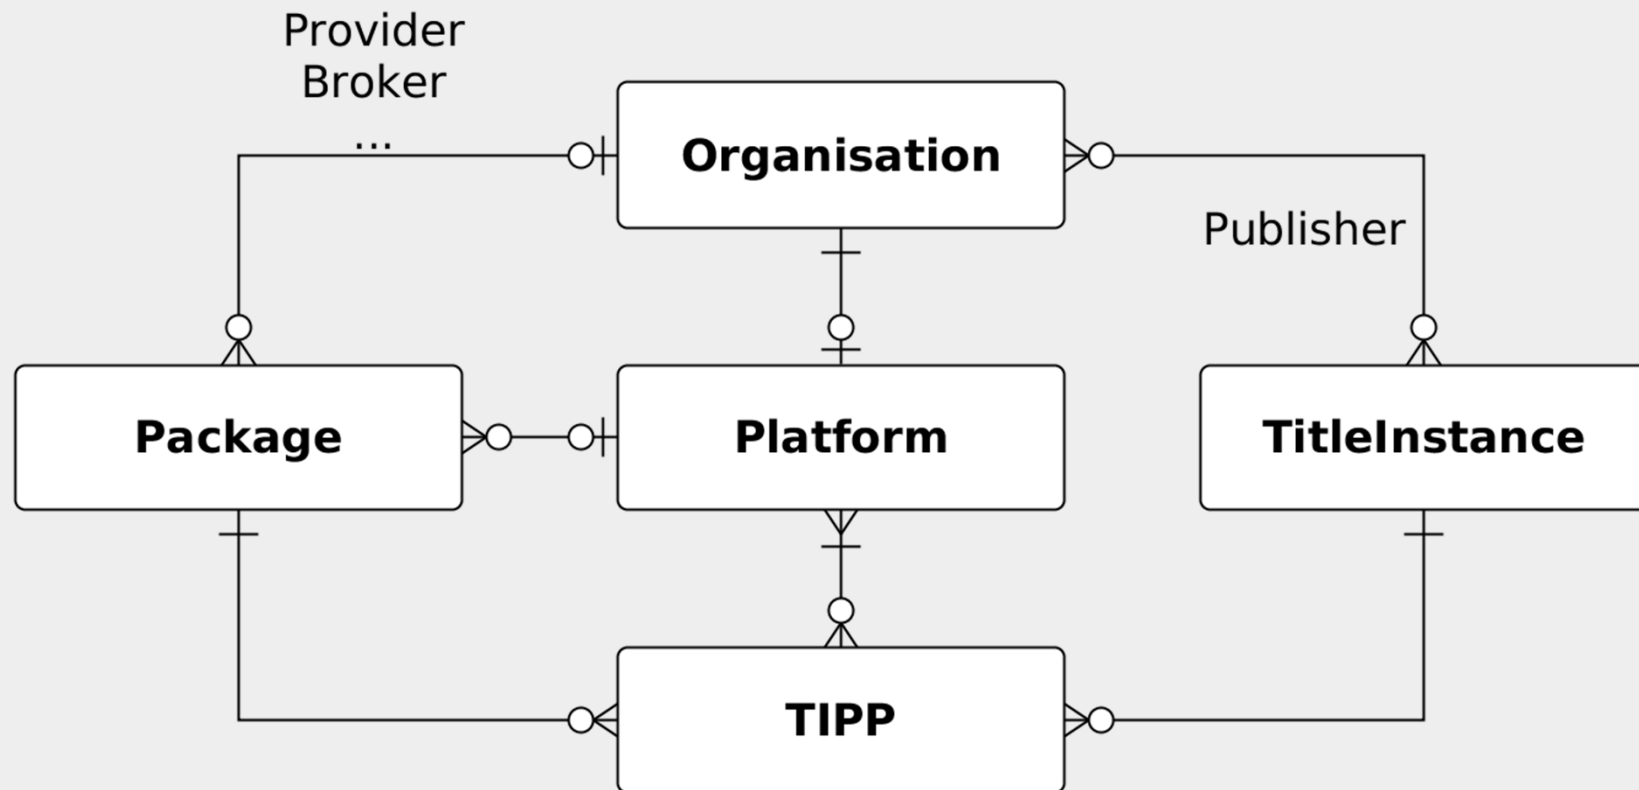 Provider
Broker
...
Organisation
Publisher
Package
Platform
TitleInstance
TIPP